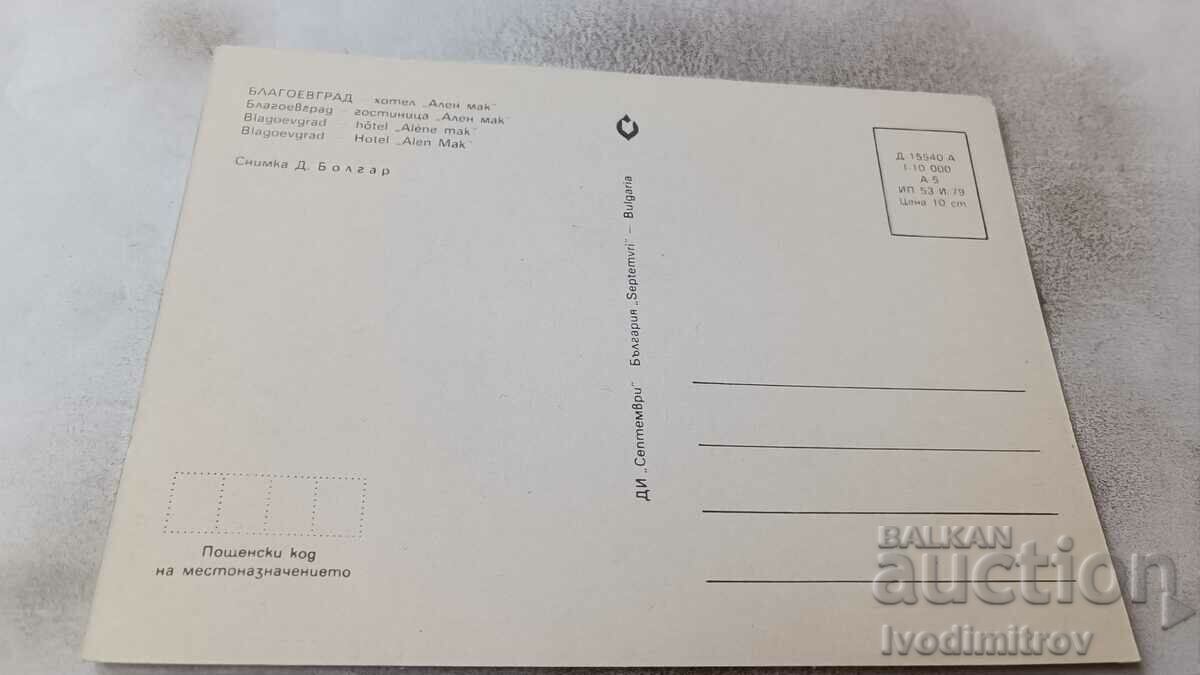 БЛАГОЕВГРАД – хотел „Ален мак"
Благоевград – гостиница „Ален мак"
Blagoevgrad – hôtel „Alène mak"
Blagoevgrad – Hotel „Alen Mak"
Снимка Д. Болгар
ДИ „Септември" България „Septemvri" – Bulgaria
Д 15540 А
I-10 000
А-5
ИП 53 И. 79
Цена 10 ст
Пощенски код
на местоназначението
BALKAN
auction
Ivodimitrov